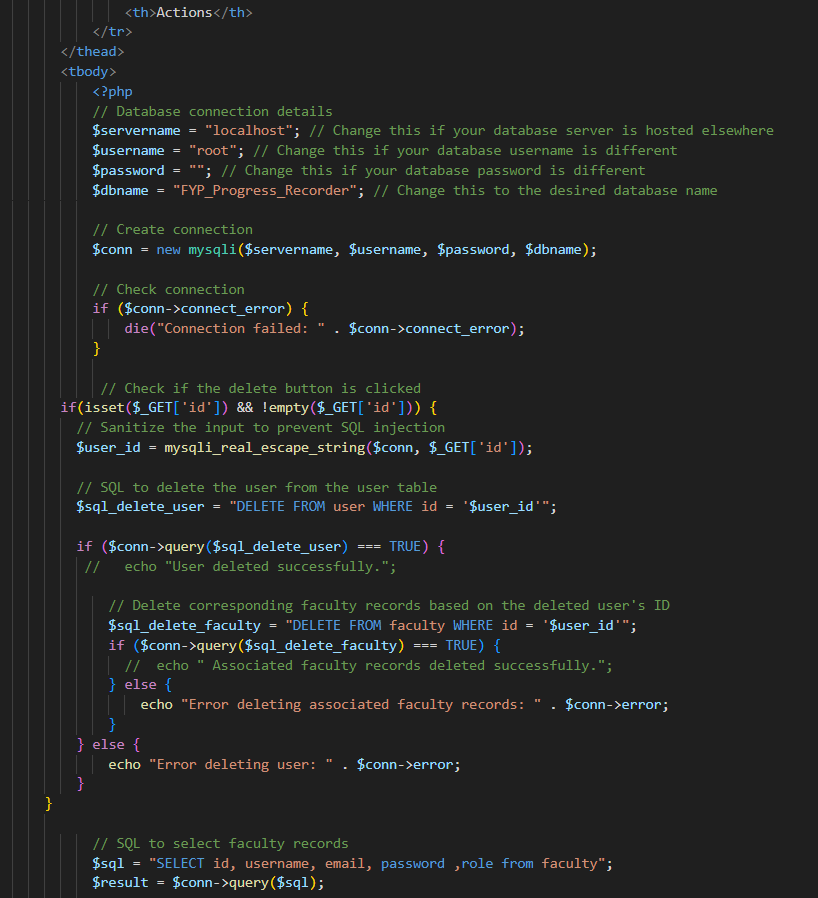 <th>Actions</th>
</tr>
</thead>
<tbody>
<?php
// Database connection details
$servername = "localhost"; // Change this if your database server is hosted elsewhere
$username = "root"; // Change this if your database username is different
$password = ""; // Change this if your database password is different
$dbname = "FYP_Progress_Recorder"; // Change this to the desired database name
// Create connection
$conn = new mysqli($servername, $username, $password, $dbname);
// Check connection
if ($conn->connect_error) {
die("Connection failed: " . $conn->connect_error);
}
// Check if the delete button is clicked
if(isset($_GET['id']) && !empty($_GET['id'])) {
// Sanitize the input to prevent SQL injection
$user_id = mysqli_real_escape_string($conn, $_GET['id']);
// SQL to delete the user from the user table
$sql_delete_user = "DELETE FROM user WHERE id = '$user_id'";
if ($conn->query($sql_delete_user) === TRUE) {
//   echo "User deleted successfully.";
// Delete corresponding faculty records based on the deleted user's ID
$sql_delete_faculty = "DELETE FROM faculty WHERE id = '$user_id'";
if ($conn->query($sql_delete_faculty) === TRUE) {
//  echo " Associated faculty records deleted successfully.";
} else {
echo "Error deleting associated faculty records: " . $conn->error;
}
} else {
echo "Error deleting user: " . $conn->error;
}
}
// SQL to select faculty records
$sql = "SELECT id, username, email, password ,role from faculty";
$result = $conn->query($sql);